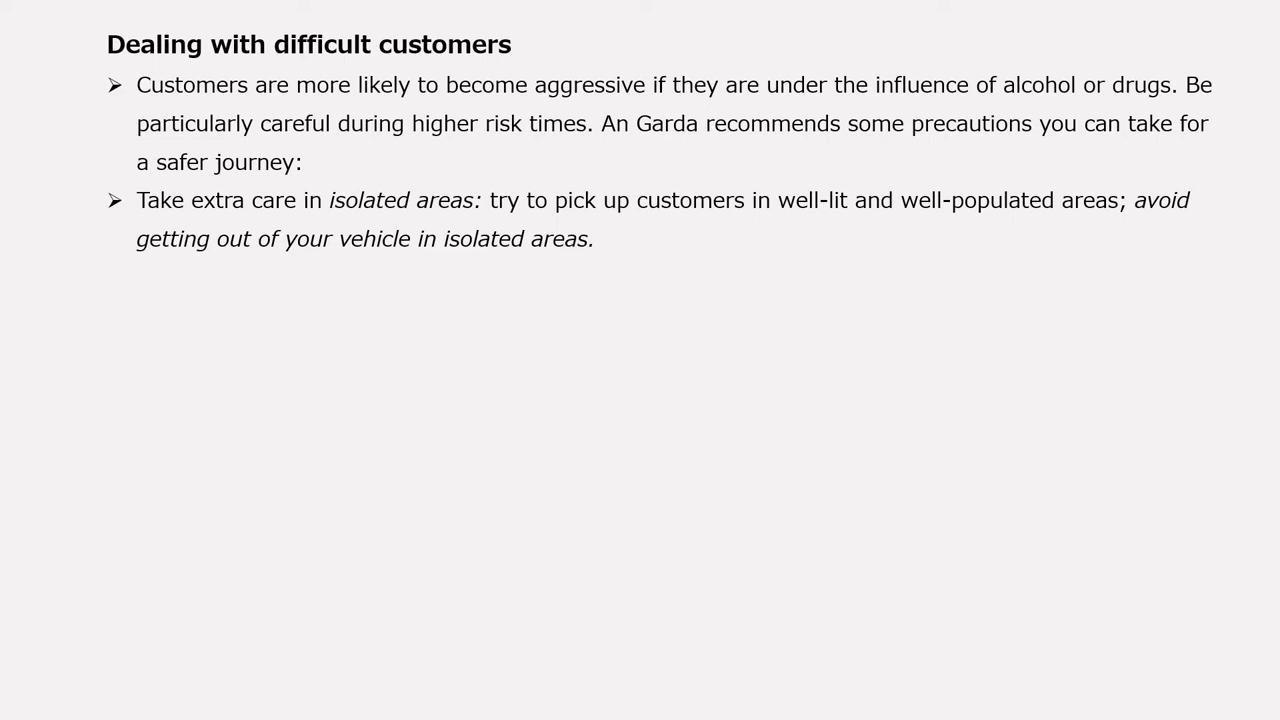 Dealing with difficult customers
➢ Customers are more likely to become aggressive if they are under the influence of alcohol or drugs. Be
particularly careful during higher risk times. An Garda recommends some precautions you can take for
a safer journey:
➢ Take extra care in isolated areas: try to pick up customers in well-lit and well-populated areas; avoid
getting out of your vehicle in isolated areas.